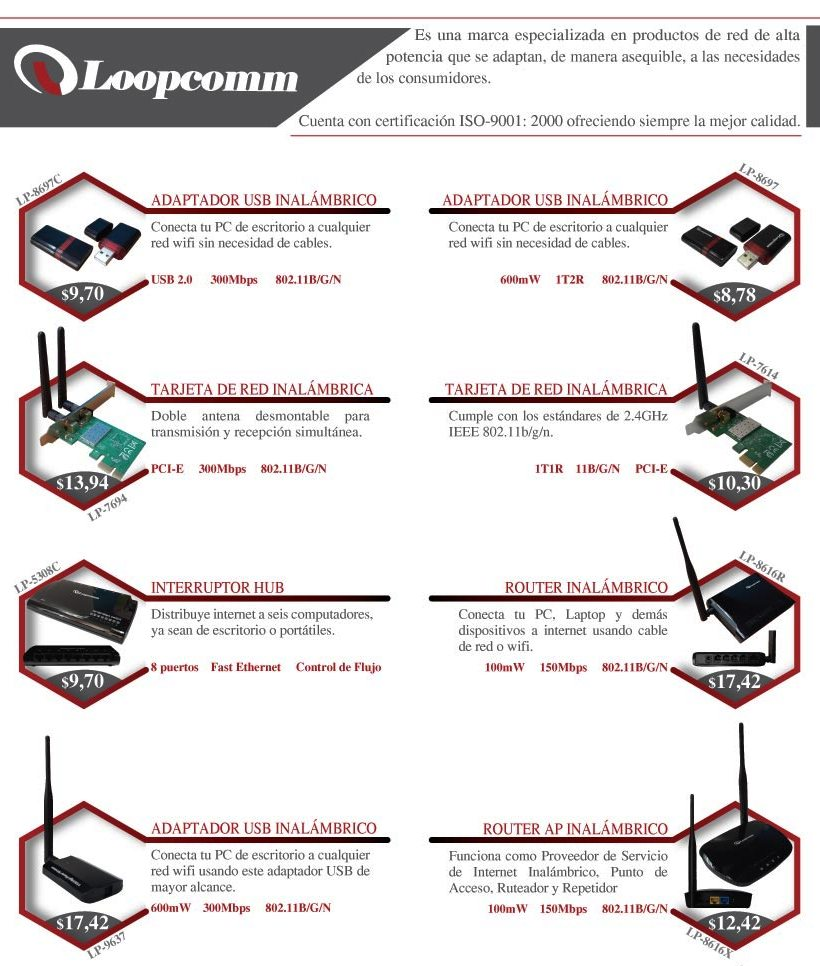 Loopcomm
Es una marca especializada en productos de red de alta
potencia que se adaptan, de manera asequible, a las necesidades
de los consumidores.
Cuenta con certificación ISO-9001: 2000 ofreciendo siempre la mejor calidad.
LP-8697C
ADAPTADOR USB INALÁMBRICO
Conecta tu PC de escritorio a cualquier
red wifi sin necesidad de cables.
USB 2.0 300Mbps 802.11B/G/N
$9,70
LP-8697
ADAPTADOR USB INALÁMBRICO
Conecta tu PC de escritorio a cualquier
red wifi sin necesidad de cables.
600mW 1T2R 802.11B/G/N
$8,78
TARJETA DE RED INALÁMBRICA
Doble antena desmontable para
transmisión y recepción simultánea.
PCI-E 300Mbps 802.11B/G/N
$13,94
LP-7694
LP-7614
TARJETA DE RED INALÁMBRICA
Cumple con los estándares de 2.4GHz
IEEE 802.11b/g/n.
1T1R 11B/G/N PCI-E
$10,30
LP-5308C
INTERRUPTOR HUB
Distribuye internet a seis computadores,
ya sean de escritorio o portátiles.
8 puertos Fast Ethernet Control de Flujo
$9,70
LP-8616R
ROUTER INALÁMBRICO
Conecta tu PC, Laptop y demás
dispositivos a internet usando cable
de red o wifi.
100mW 150Mbps 802.11B/G/N
$17,42
ADAPTADOR USB INALÁMBRICO
Conecta tu PC de escritorio a cualquier
red wifi usando este adaptador USB de
mayor alcance.
600mW 300Mbps 802.11B/G/N
$17,42
LP-9637
ROUTER AP INALÁMBRICO
Funciona como Proveedor de Servicio
de Internet Inalámbrico, Punto de
Acceso, Ruteador y Repetidor
100mW 150Mbps 802.11B/G/N
$12,42
LP-8616X